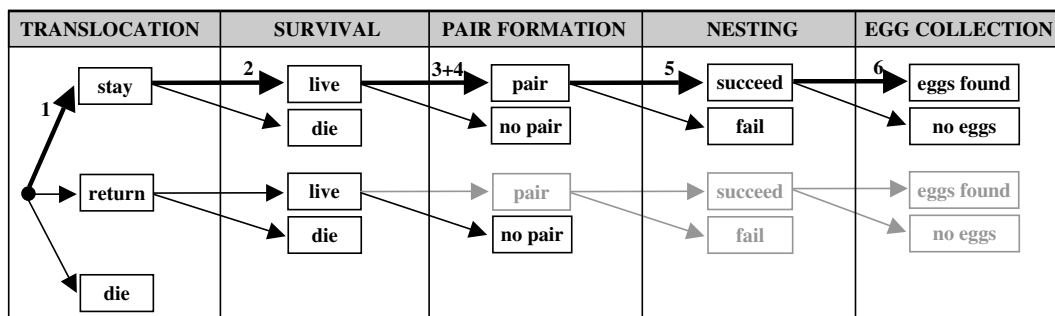 TRANSLOCATION SURVIVAL PAIR FORMATION NESTING EGG COLLECTION
1 stay 2 live 3+4 pair 5 succeed 6 eggs found
die no pair fail no eggs
return live pair succeed eggs found
die no pair fail no eggs
die